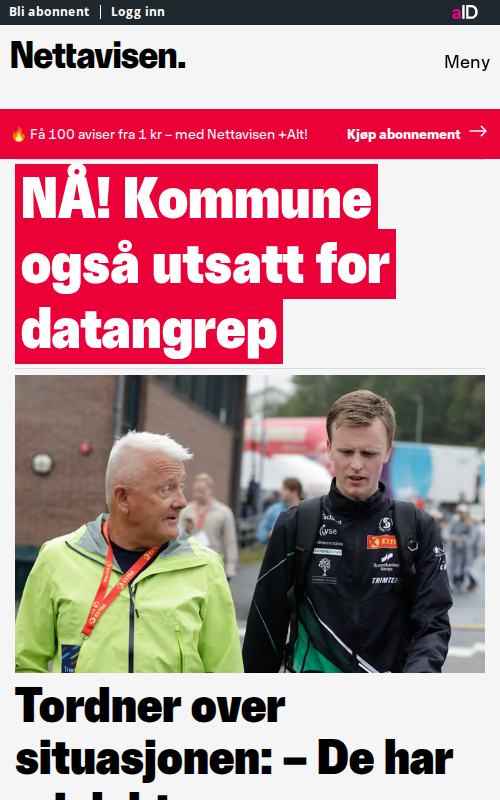 Bli abonnent | Logg inn
aID
Nettavisen.
Meny
🔥 Få 100 aviser fra 1 kr – med Nettavisen +Alt!
Kjøp abonnement →
NÅ! Kommune
også utsatt for
datangrep
lyse
EXTRA
TRIMTEX
EXTRA
Tordner over
situasjonen: – De har